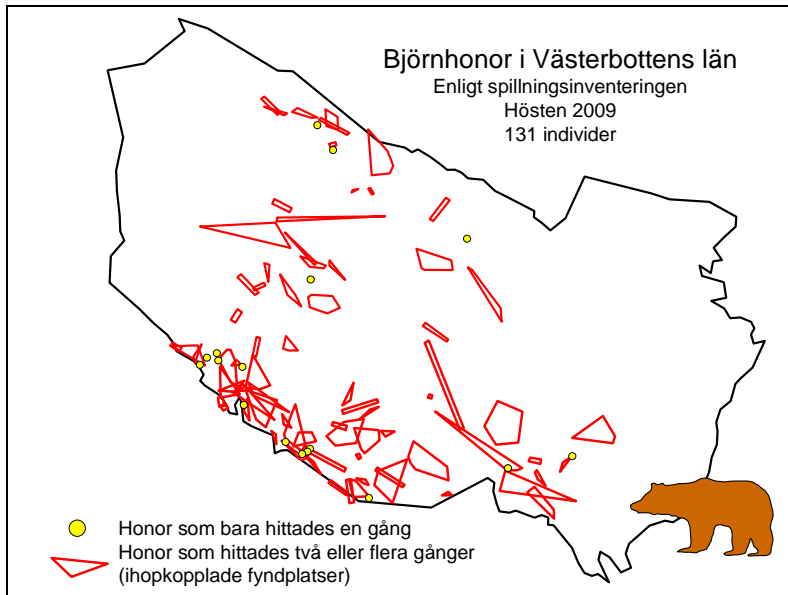 Björnhonor i Västerbottens län
Enligt spillningsinventeringen
Hösten 2009
131 individer
Honor som bara hittades en gång
Honor som hittades två eller flera gånger
(ihopkopplade fyndplatser)